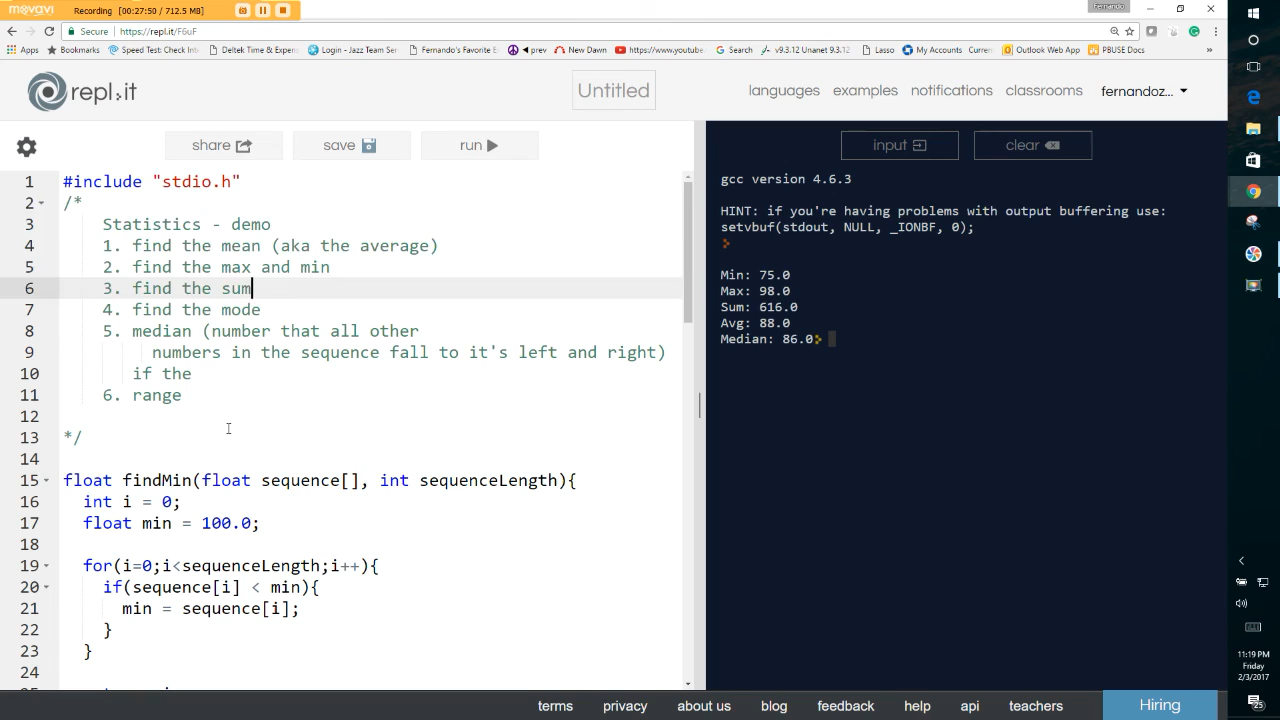 movavi Recording 00:27:50 / 712.5 MB
Fernando
Secure https://repl.it/F6uF
Apps Bookmarks Speed Test: Inte Deltek Time & Expens Login - Jazz Team Ser Fernando's Favorite E < prev New Dawn https://www.youtube Search v9.3.12 Unanet 9.3.12 Lasso My Accounts Curren Outlook Web App PBUSE Docs »
repl.it
Untitled
languages examples notifications classrooms fernandoz...
share save run
input clear
1 #include "stdio.h"
2 /*
3 Statistics - demo
4 1. find the mean (aka the average)
5 2. find the max and min
6 3. find the sum
7 4. find the mode
8 5. median (number that all other
9 numbers in the sequence fall to it's left and right)
10 if the
11 6. range
12
13 */
14
15 float findMin(float sequence[], int sequenceLength){
16 int i = 0;
17 float min = 100.0;
18
19 for(i=0;i<sequenceLength;i++){
20 if(sequence[i] < min){
21 min = sequence[i];
22 }
23 }
24
gcc version 4.6.3
HINT: if you're having problems with output buffering use:
setvbuf(stdout, NULL, _IONBF, 0);
Min: 75.0
Max: 98.0
Sum: 616.0
Avg: 88.0
Median: 86.0
terms privacy about us blog feedback help api teachers Hiring
11:19 PM
Friday
2/3/2017
25